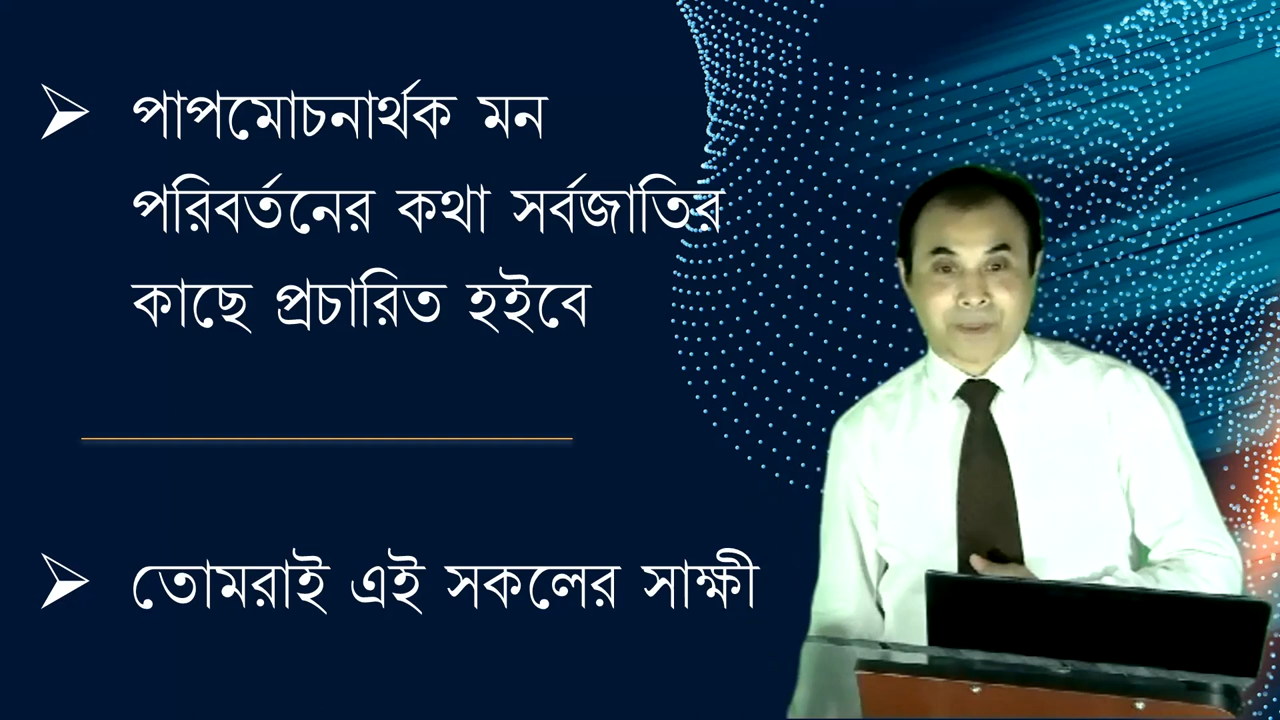 পাপমোচনার্থক মন
পরিবর্তনের কথা সর্বজাতির
কাছে প্রচারিত হইবে
তোমরাই এই সকলের সাক্ষী